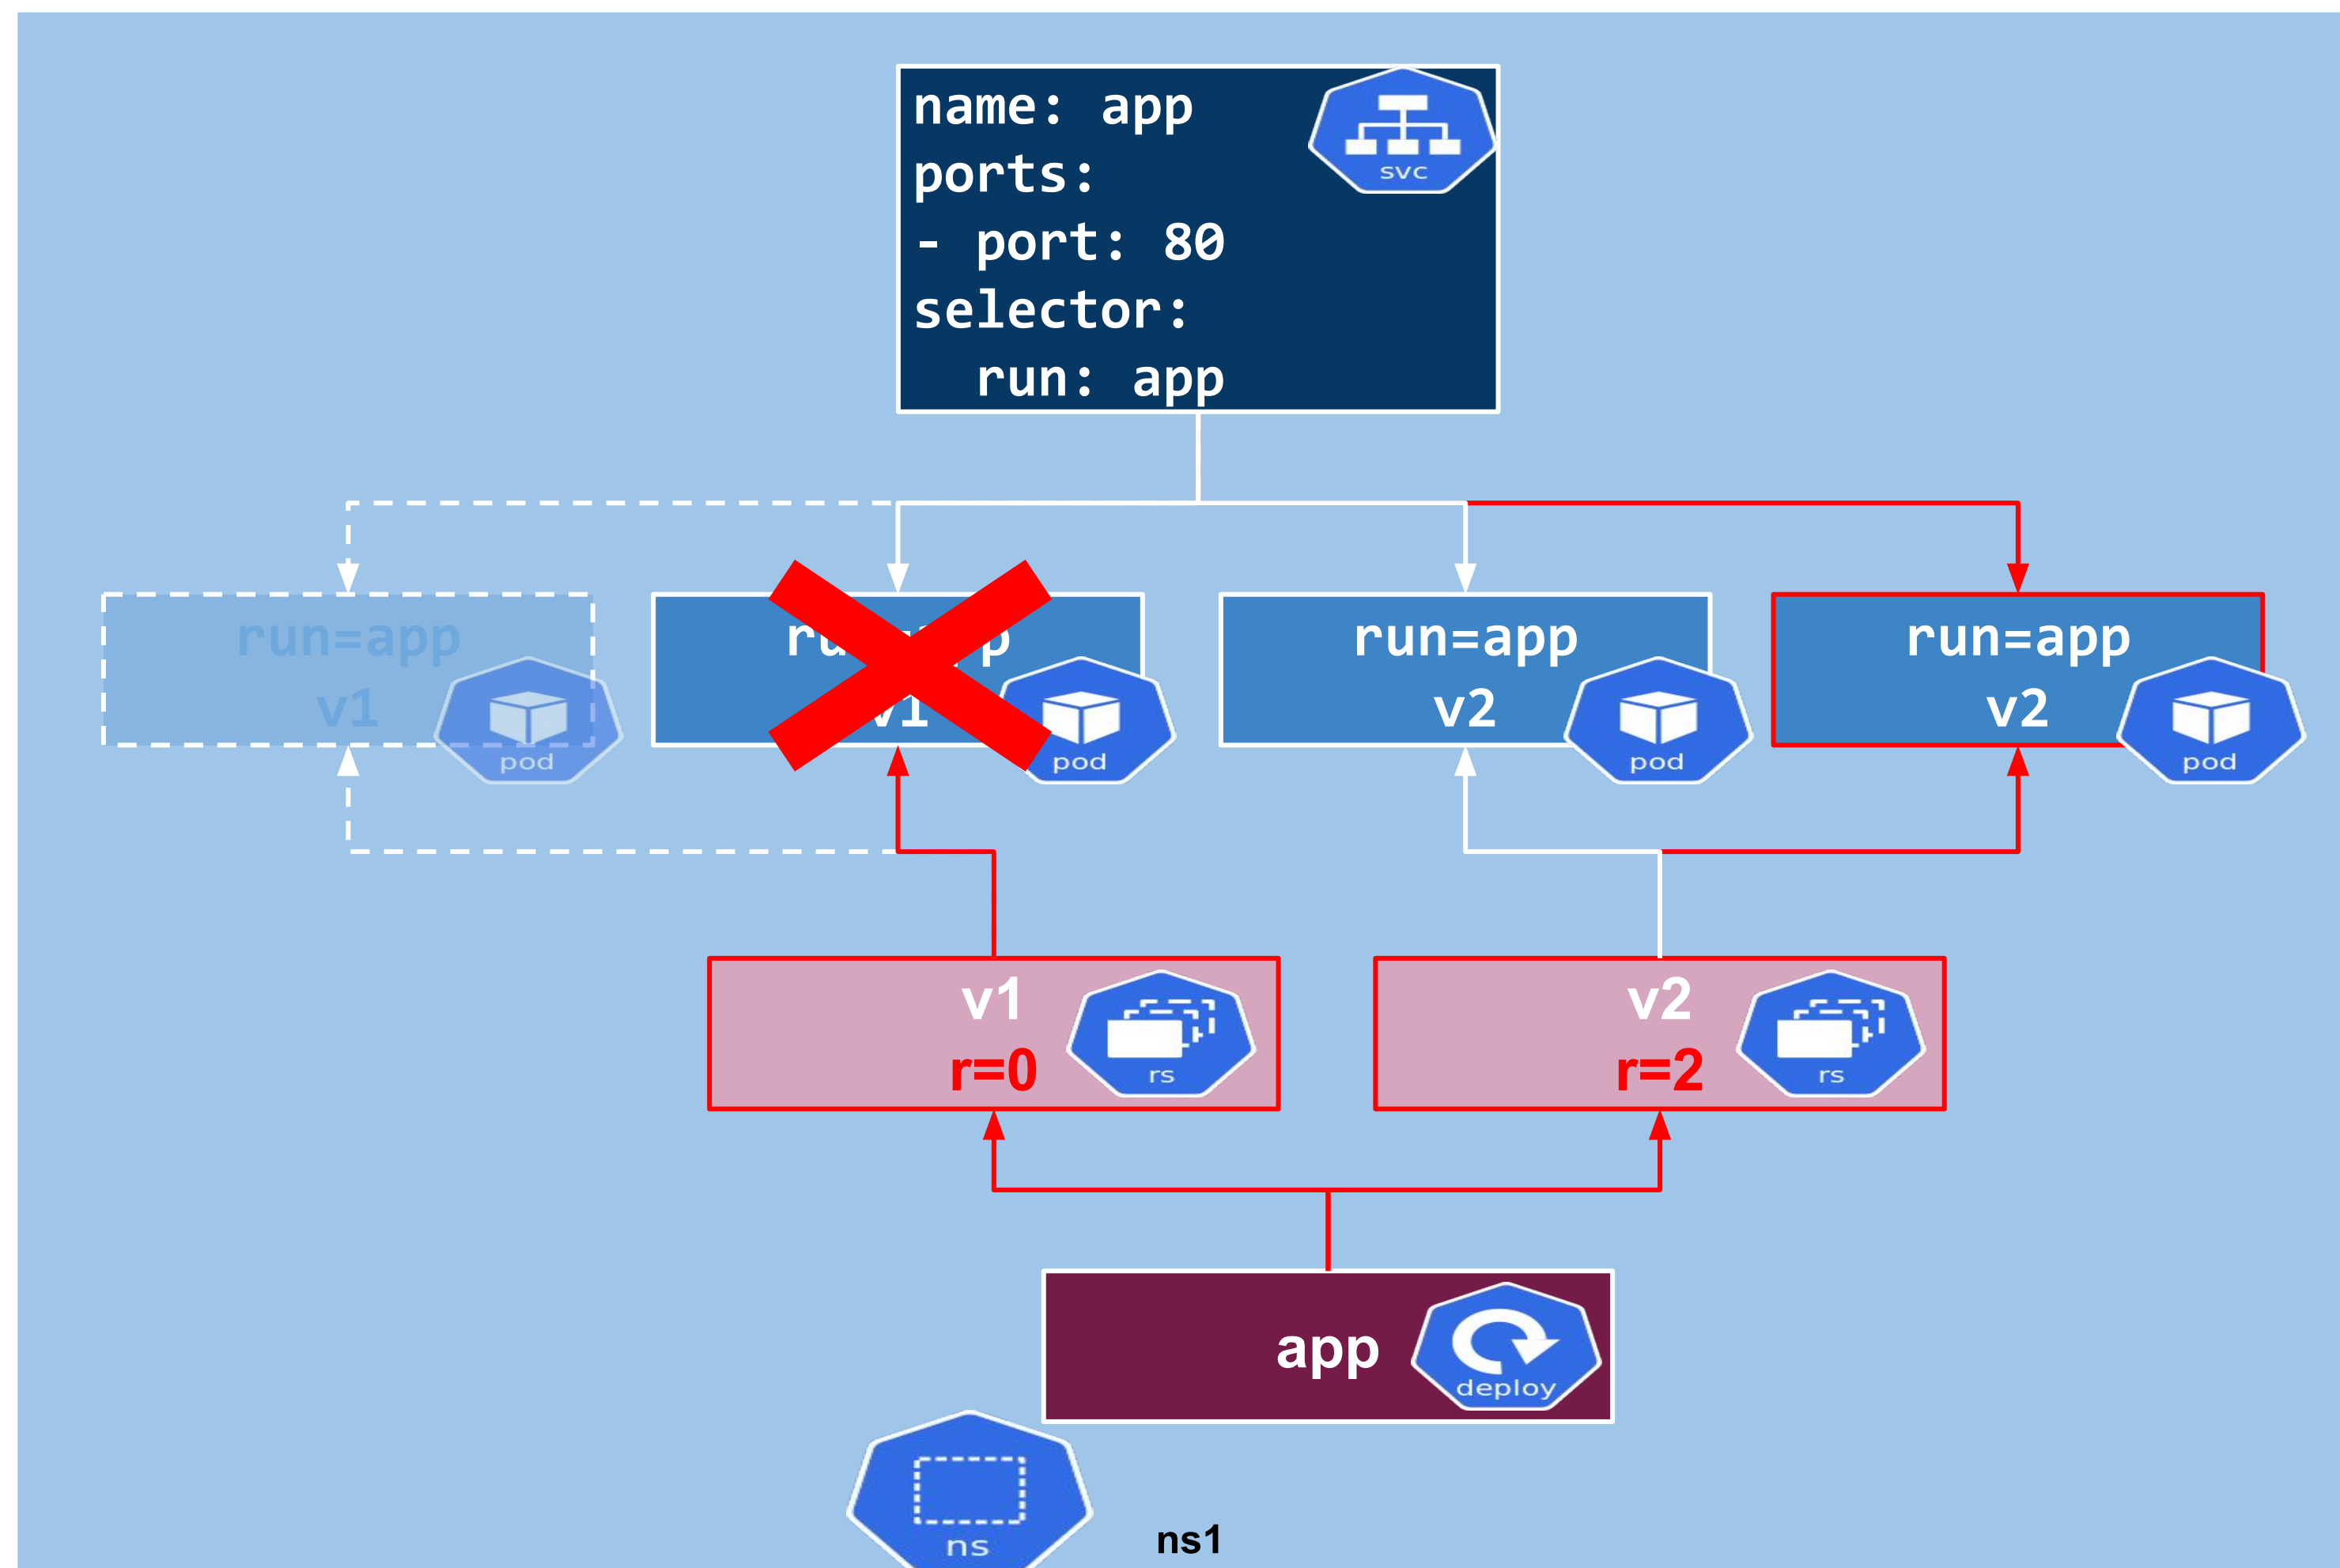 name: app
svc
ports:
- port: 80
selector:
run: app
run=app
v1
pod
v1
pod
run=app
v2
pod
run=app
v2
pod
v1
r=0
rs
v2
r=2
rs
app
deploy
ns
ns1